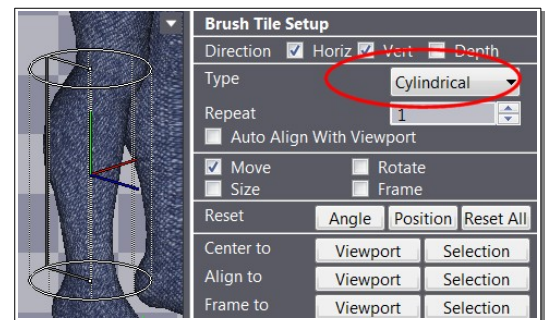 Brush Tile Setup
Direction Horiz Vert Depth
Type Cylindrical
Repeat 1
Auto Align With Viewport
Move Rotate
Size Frame
Reset Angle Position Reset All
Center to Viewport Selection
Align to Viewport Selection
Frame to Viewport Selection